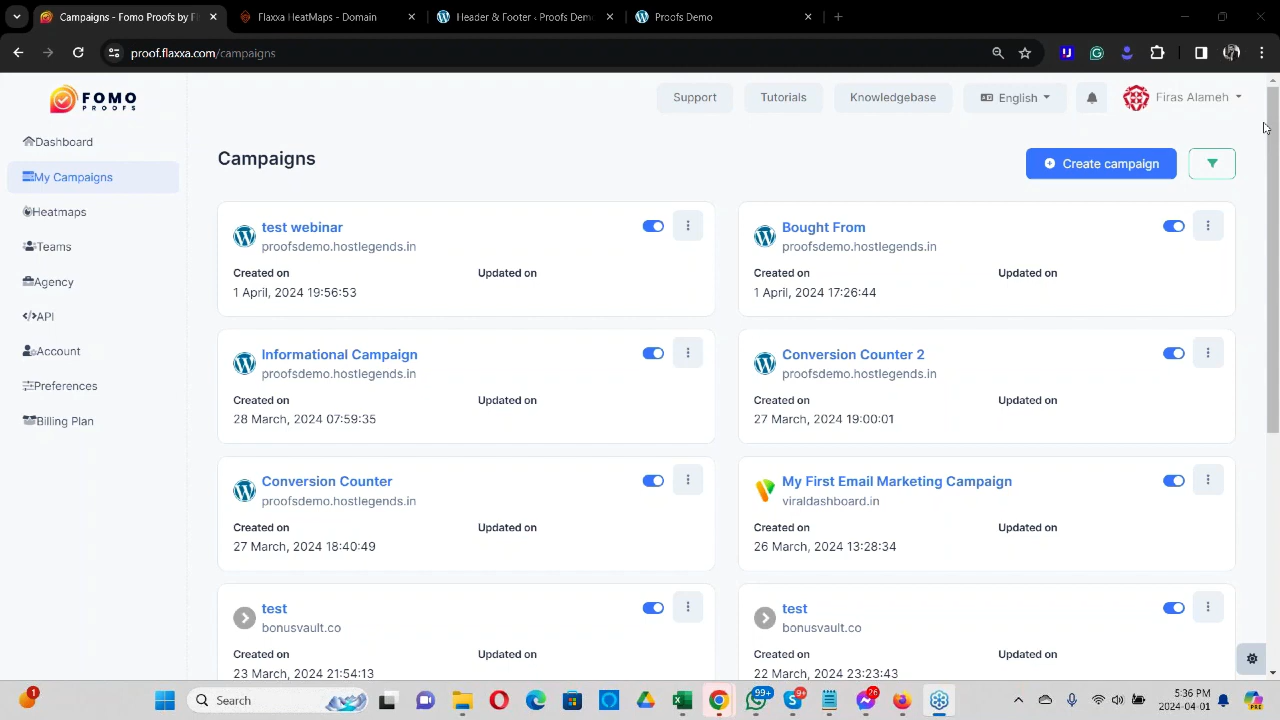 Campaigns - Fomo Proofs by F
Flaxxa HeatMaps - Domain
Header & Footer ‹ Proofs Demo
Proofs Demo
proof.flaxxa.com/campaigns
FOMO
PROOFS
Support
Tutorials
Knowledgebase
English
Firas Alameh
Dashboard
My Campaigns
Heatmaps
Teams
Agency
API
Account
Preferences
Billing Plan
Campaigns
Create campaign
test webinar
proofsdemo.hostlegends.in
Created on
Updated on
1 April, 2024 19:56:53
Bought From
proofsdemo.hostlegends.in
Created on
Updated on
1 April, 2024 17:26:44
Informational Campaign
proofsdemo.hostlegends.in
Created on
Updated on
28 March, 2024 07:59:35
Conversion Counter 2
proofsdemo.hostlegends.in
Created on
Updated on
27 March, 2024 19:00:01
Conversion Counter
proofsdemo.hostlegends.in
Created on
Updated on
27 March, 2024 18:40:49
My First Email Marketing Campaign
viraldashboard.in
Created on
Updated on
26 March, 2024 13:28:34
test
bonusvault.co
Created on
Updated on
23 March, 2024 21:54:13
test
bonusvault.co
Created on
Updated on
22 March, 2024 23:23:43
1
Search
99+
9+
26
5:36 PM
2024-04-01